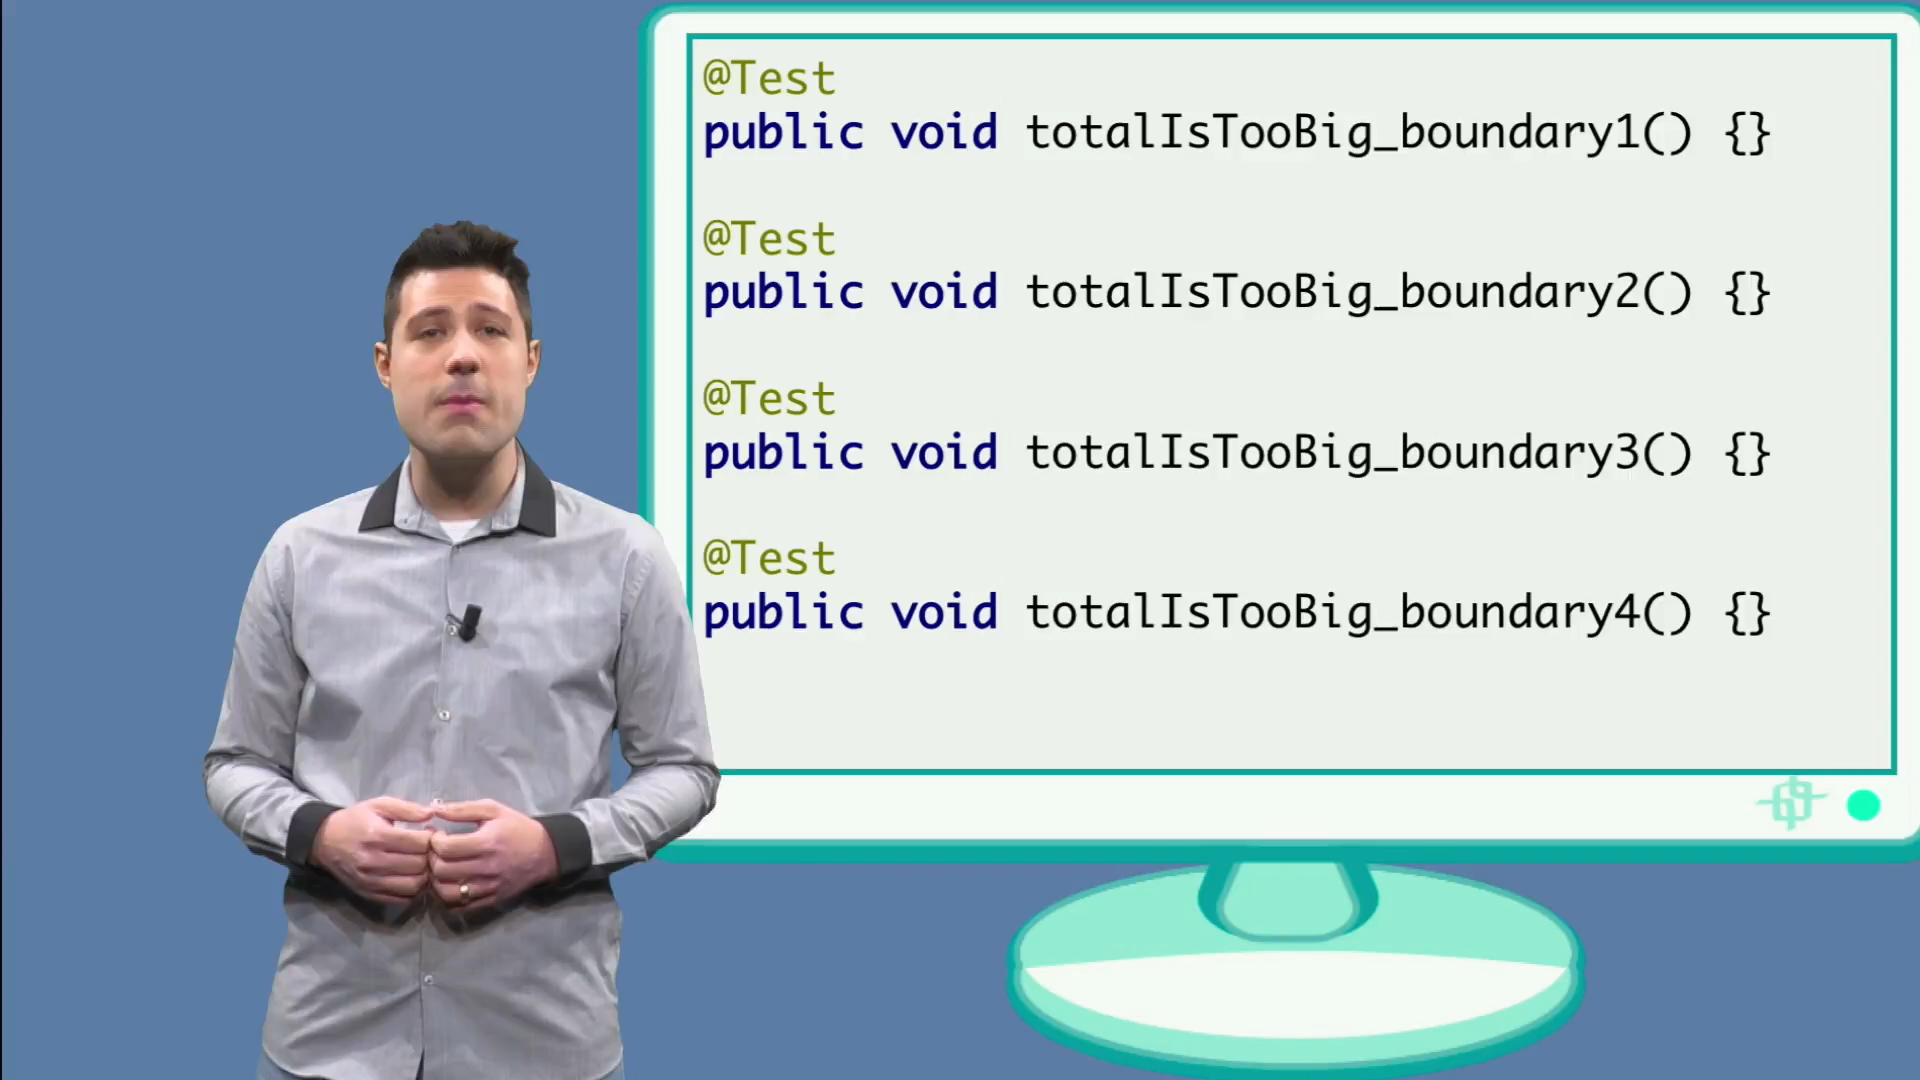 @Test
public void totalIsTooBig_boundary1() {}
@Test
public void totalIsTooBig_boundary2() {}
@Test
public void totalIsTooBig_boundary3() {}
@Test
public void totalIsTooBig_boundary4() {}